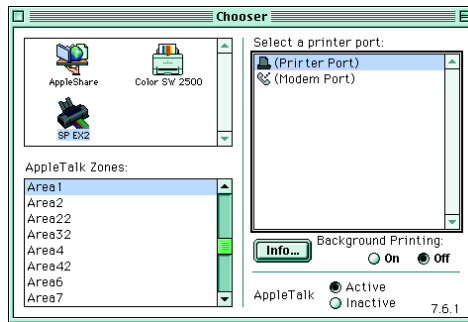 Chooser
AppleShare
Color SW 2500
SP EX2
Select a printer port:
(Printer Port)
(Modem Port)
AppleTalk Zones:
Area1
Area2
Area22
Area32
Area4
Area42
Area6
Area7
Info...
Background Printing:
On Off
AppleTalk
Active
Inactive
7.6.1